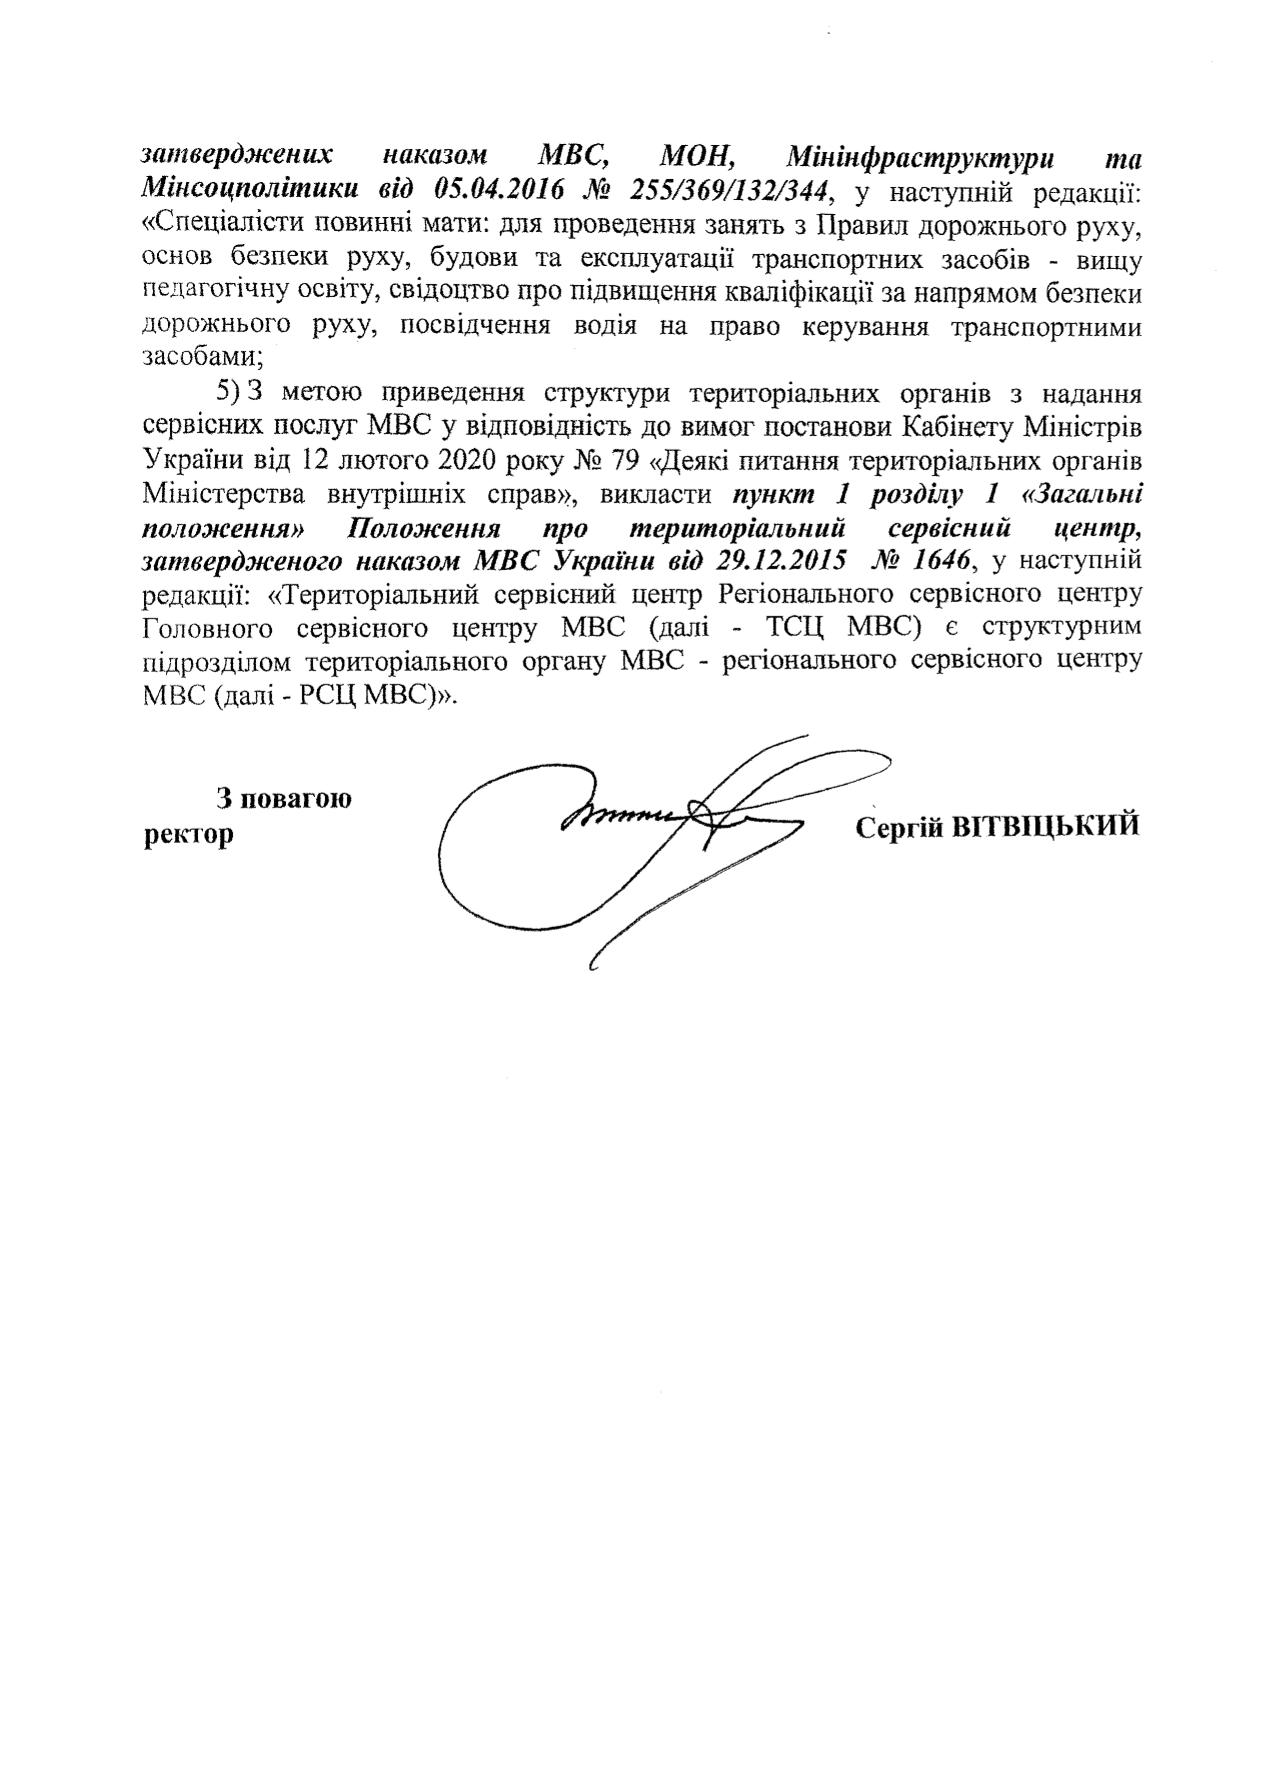 затверджених наказом МВС, МОН, Мінінфраструктури та
Мінсоцполітики від 05.04.2016 № 255/369/132/344, у наступній редакції:
«Спеціалісти повинні мати: для проведення занять з Правил дорожнього руху,
основ безпеки руху, будови та експлуатації транспортних засобів - вищу
педагогічну освіту, свідоцтво про підвищення кваліфікації за напрямом безпеки
дорожнього руху, посвідчення водія на право керування транспортними
засобами;
5) З метою приведення структури територіальних органів з надання
сервісних послуг МВС у відповідність до вимог постанови Кабінету Міністрів
України від 12 лютого 2020 року № 79 «Деякі питання територіальних органів
Міністерства внутрішніх справ», викласти пункт 1 розділу 1 «Загальні
положення» Положення про територіальний сервісний центр,
затвердженого наказом МВС України від 29.12.2015 № 1646, у наступній
редакції: «Територіальний сервісний центр Регіонального сервісного центру
Головного сервісного центру МВС (далі - ТСЦ МВС) є структурним
підрозділом територіального органу МВС - регіонального сервісного центру
МВС (далі - РСЦ МВС)».
З повагою
ректор Сергій ВІТВІЦЬКИЙ